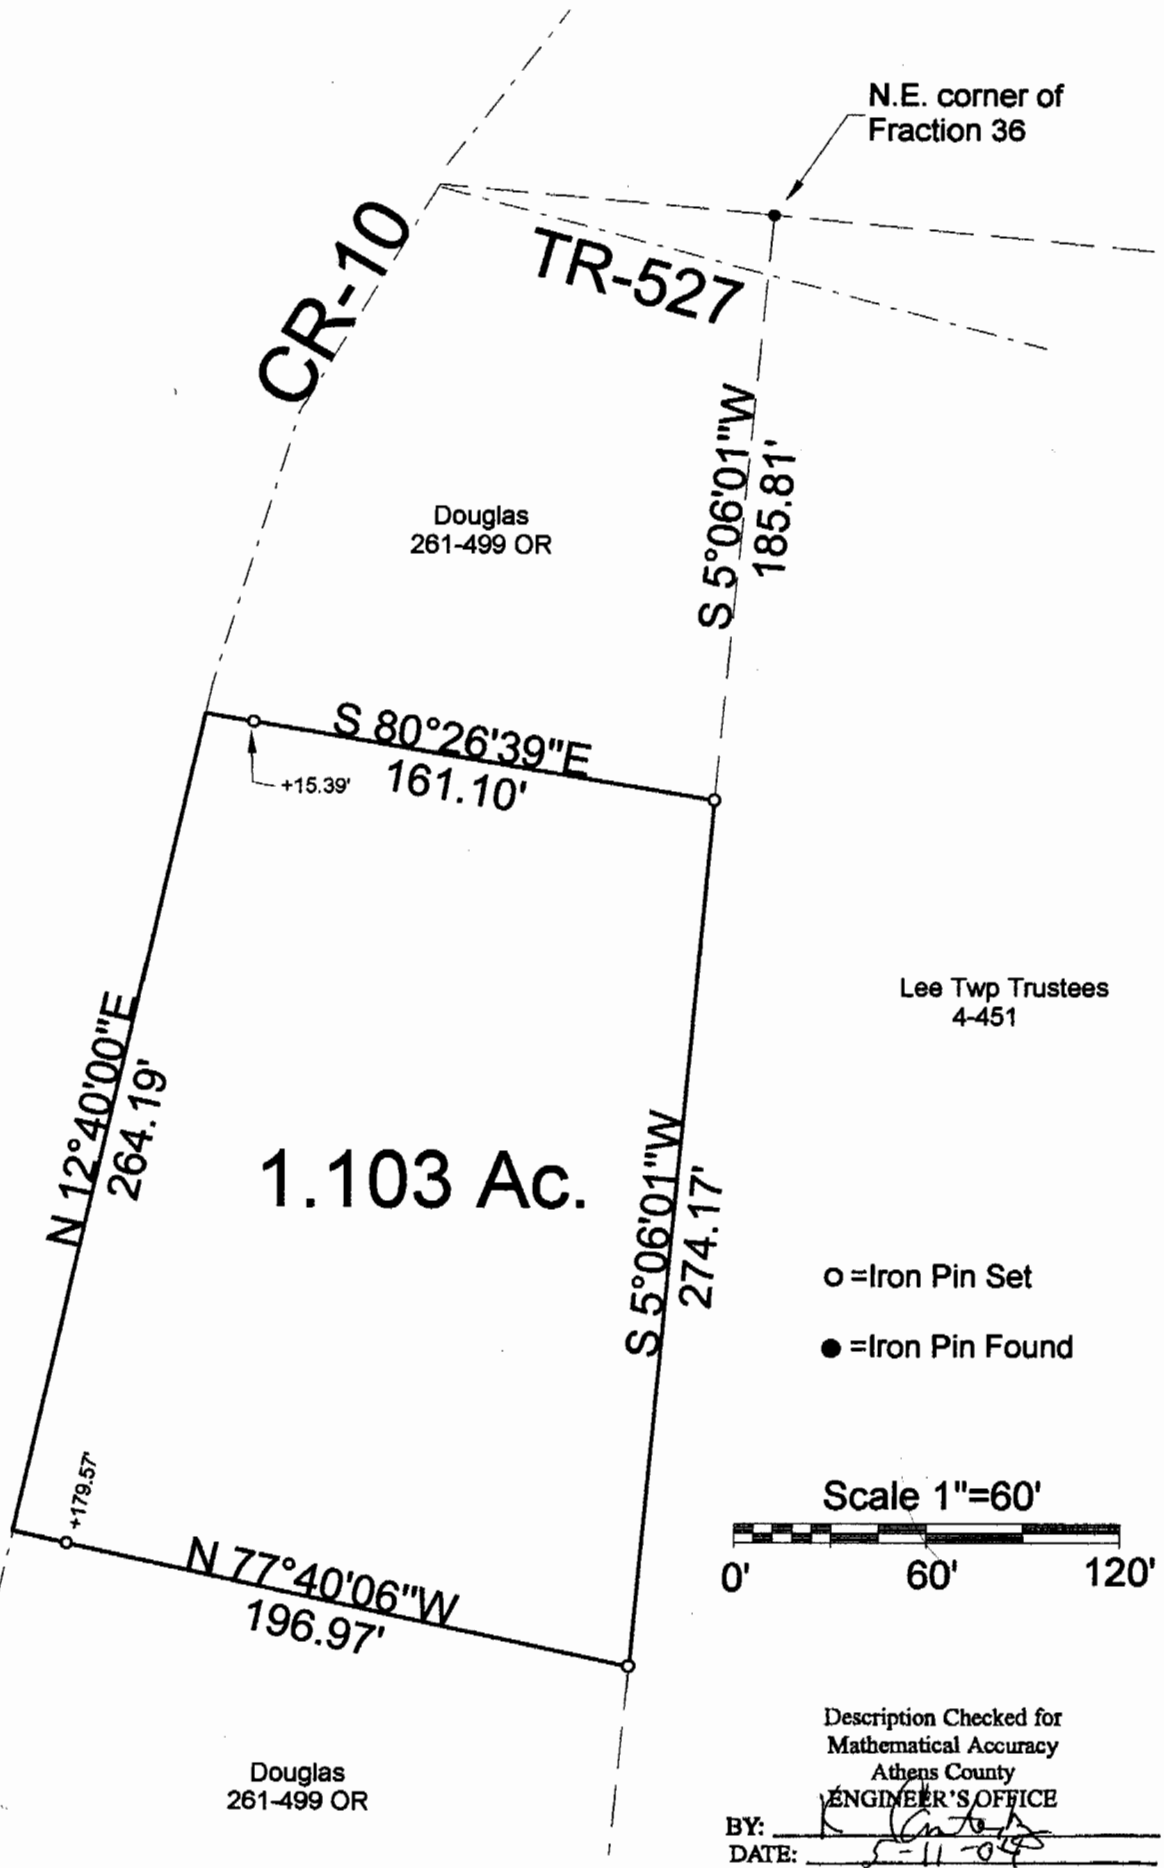 N.E. corner of
Fraction 36
CR-10
TR-527
S 5°06'01"W
185.81'
Douglas
261-499 OR
S 80°26'39"E
161.10'
+15.39'
Lee Twp Trustees
4-451
N 12°40'00"E
264.19'
1.103 Ac.
S 5°06'01"W
274.17'
o =Iron Pin Set
● =Iron Pin Found
+179.57'
Scale 1"=60'
0' 60' 120'
N 77°40'06"W
196.97'
Douglas
261-499 OR
Description Checked for
Mathematical Accuracy
Athens County
ENGINEER'S OFFICE
BY:
DATE: 5-11-04